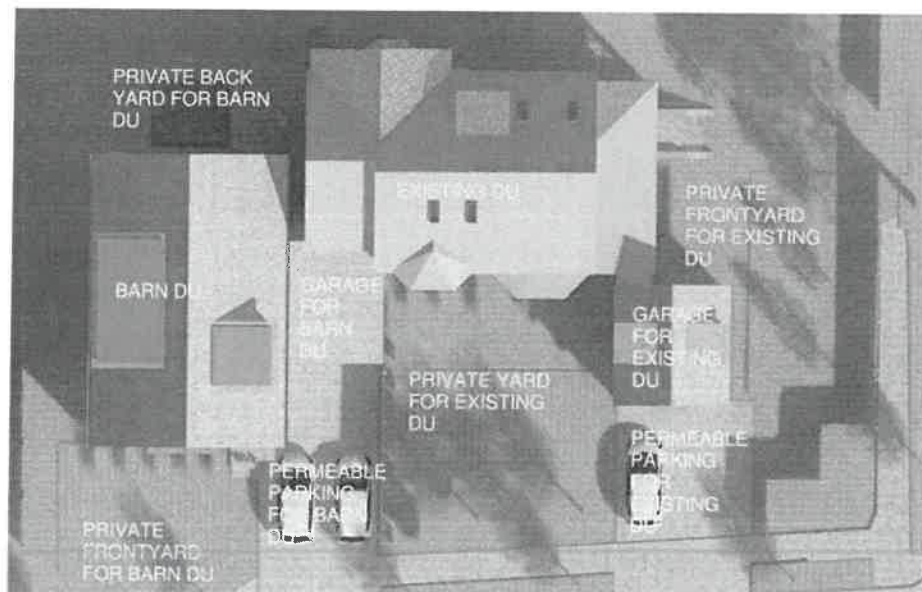 PRIVATE BACK
YARD FOR BARN
DU
EXISTING DU
PRIVATE
FRONTYARD
FOR EXISTING
DU
BARN DU
GARAGE
FOR
BARN
DU
GARAGE
FOR
EXISTING
DU
PRIVATE YARD
FOR EXISTING
DU
PERMEABLE
PARKING
FOR
EXISTING
DU
PERMEABLE
PARKING
FOR BARN
DU
PRIVATE
FRONTYARD
FOR BARN DU